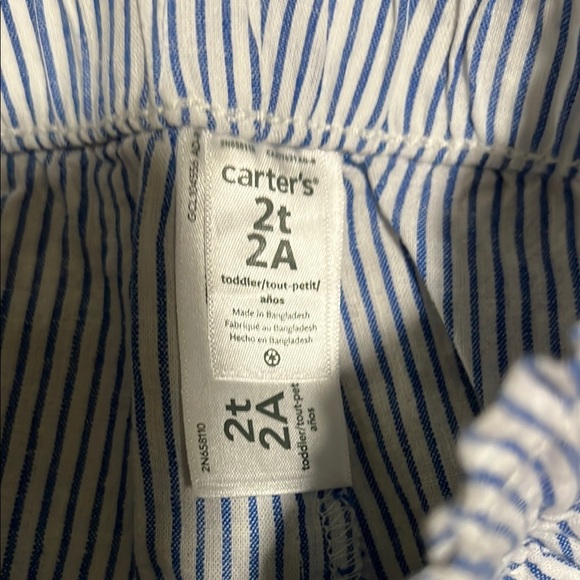 carter's®
2t
2A
toddler/tout-petit/
años
Made in Bangladesh
Fabriqué au Bangladesh
Hecho en Bangladesh
2t
2A
toddler/tout-pet
años
2N658110